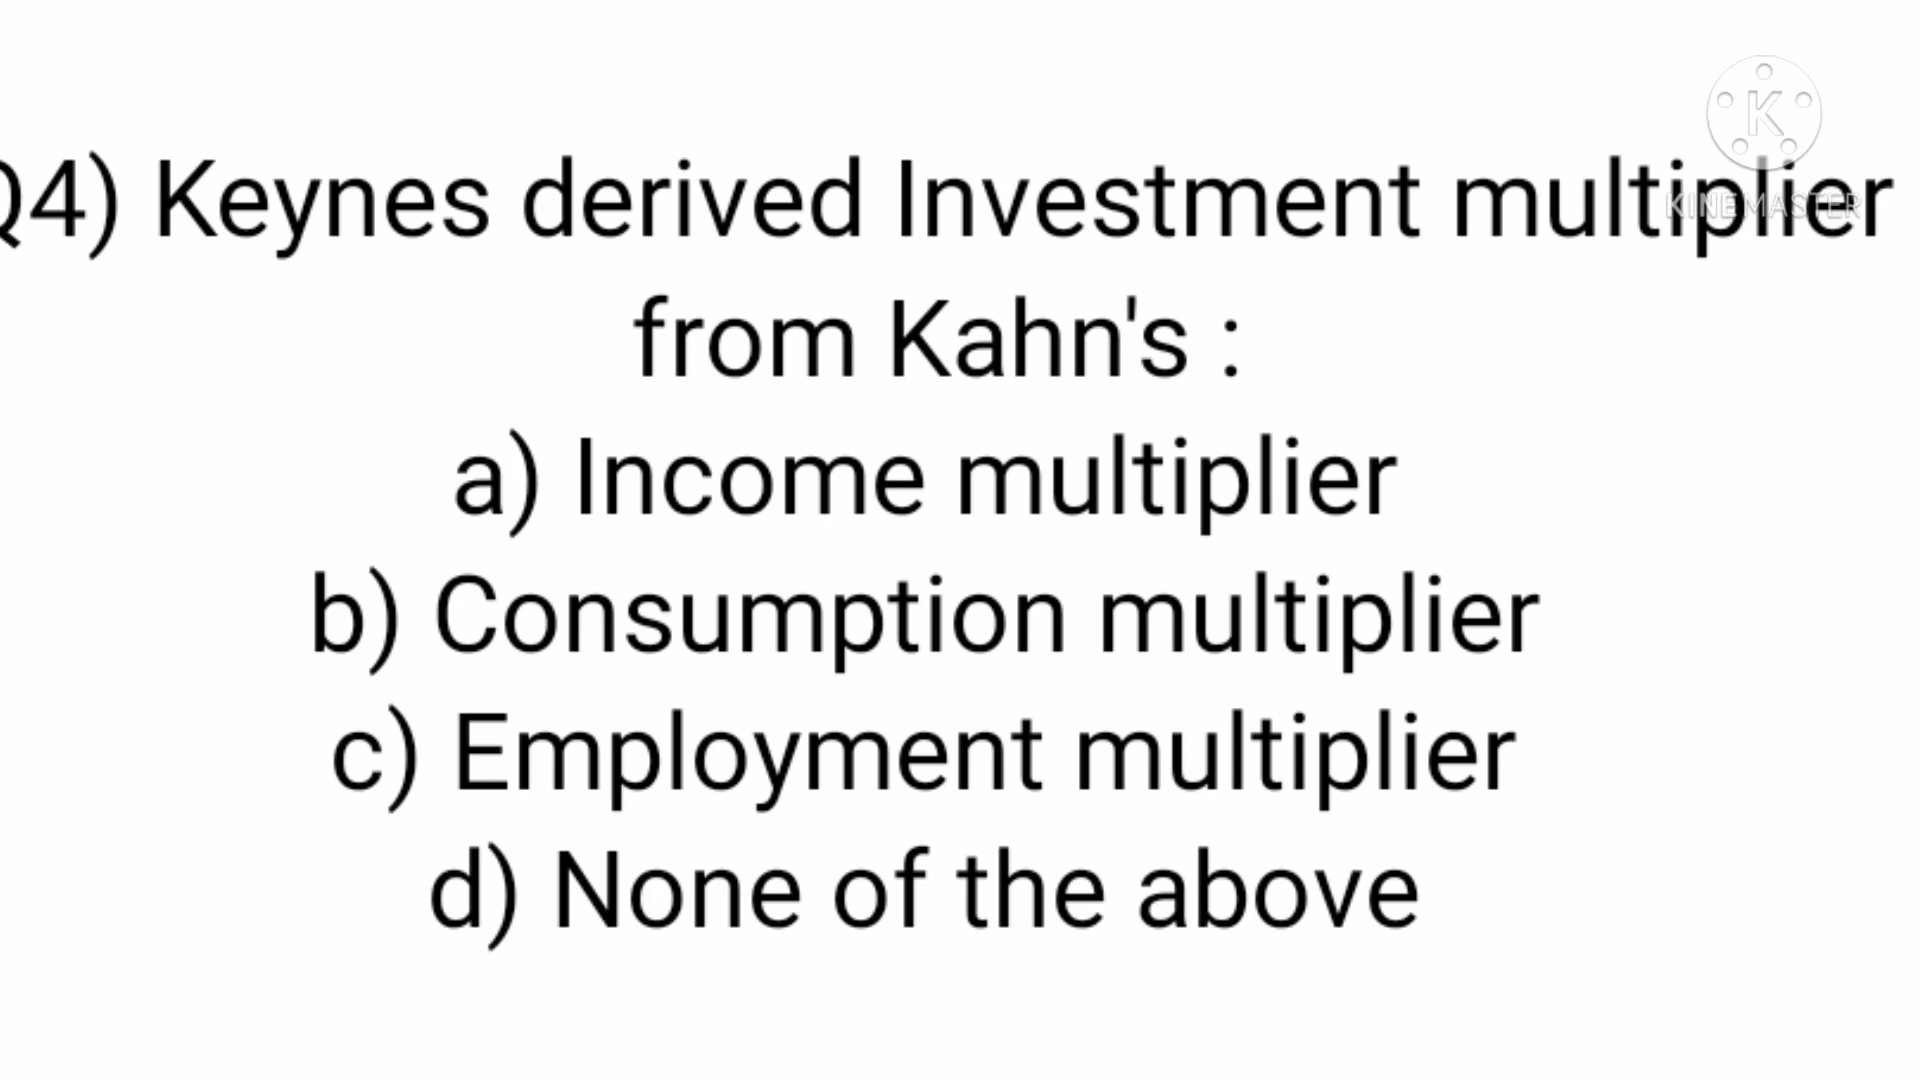 Q4) Keynes derived Investment multiplier
from Kahn's :
a) Income multiplier
b) Consumption multiplier
c) Employment multiplier
d) None of the above
K
KINEMASTER